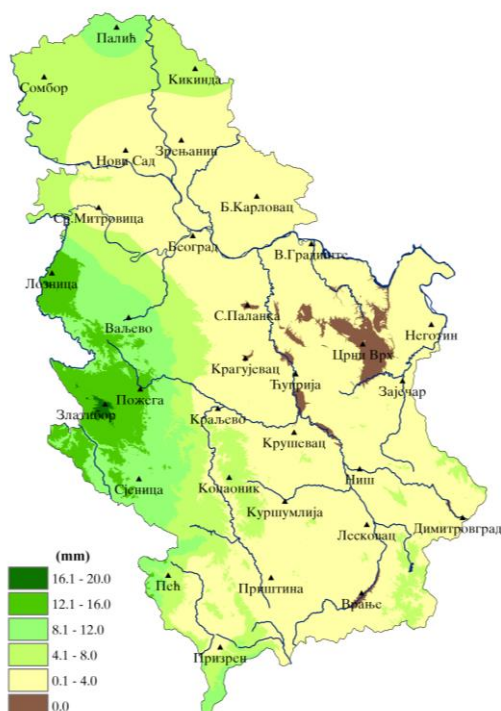 Палић
Кикинда
Сомбор
Зрењанин
Нови Сад
Б.Карловац
Ср.Митровица
Београд
В.Градиште
Лозница
С.Паланка
Ваљево
Неготин
Црни Врх
Крагујевац
Ћуприја
Зајечар
Пожега
Златибор
Краљево
Крушевац
Ниш
Сјеница
Копаоник
Куршумлија
Димитровград
Лесковац
(mm)
16.1 - 20.0
12.1 - 16.0
8.1 - 12.0
4.1 - 8.0
0.1 - 4.0
0.0
Пећ
Приштина
Врање
Призрен